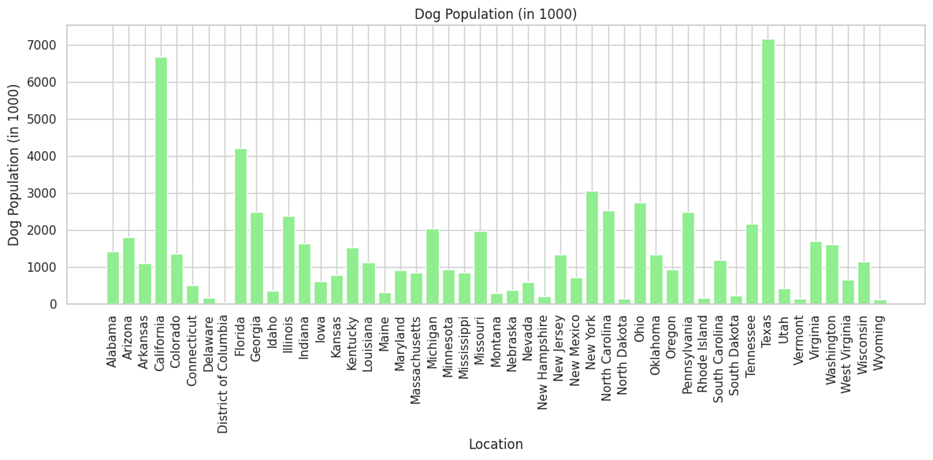 Dog Population (in 1000)
Dog Population (in 1000)
7000
6000
5000
4000
3000
2000
1000
0
Alabama
Arizona
Arkansas
California
Colorado
Connecticut
Delaware
District of Columbia
Florida
Georgia
Idaho
Illinois
Indiana
Iowa
Kansas
Kentucky
Louisiana
Maine
Maryland
Massachusetts
Michigan
Minnesota
Mississippi
Missouri
Montana
Nebraska
Nevada
New Hampshire
New Jersey
New Mexico
New York
North Carolina
North Dakota
Ohio
Oklahoma
Oregon
Pennsylvania
Rhode Island
South Carolina
South Dakota
Tennessee
Texas
Utah
Vermont
Virginia
Washington
West Virginia
Wisconsin
Wyoming
Location